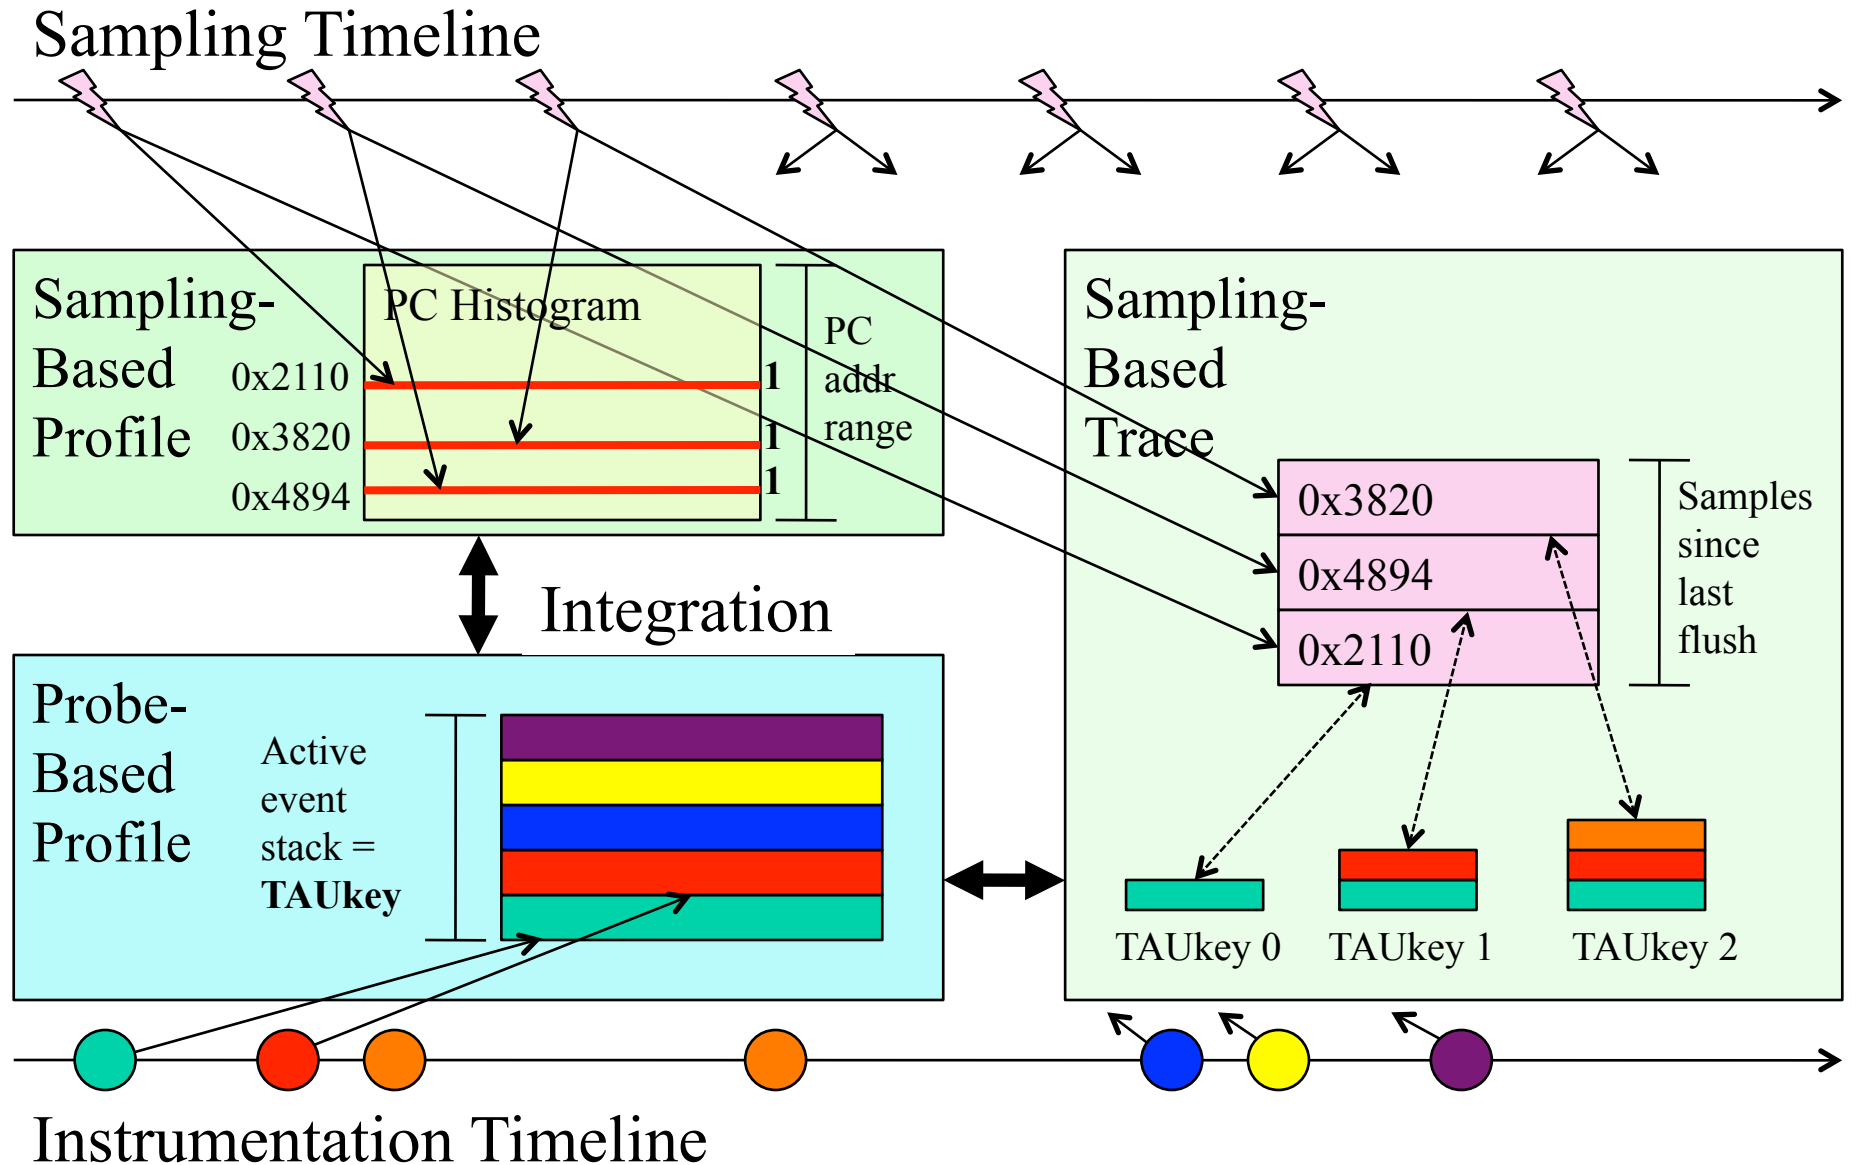 Sampling Timeline
Sampling-
Based
Profile
PC Histogram
0x2110
1
0x3820
1
0x4894
1
PC
addr
range
Sampling-
Based
Trace
0x3820
0x4894
0x2110
Samples
since
last
flush
Integration
Probe-
Based
Profile
Active
event
stack =
TAUkey
TAUkey 0
TAUkey 1
TAUkey 2
Instrumentation Timeline